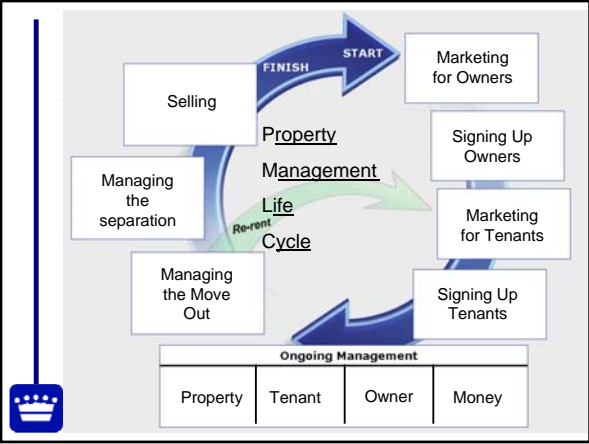 START
FINISH
Marketing
for Owners
Signing Up
Owners
Marketing
for Tenants
Signing Up
Tenants
Ongoing Management
Property
Tenant
Owner
Money
Managing
the Move
Out
Re-rent
Managing
the
separation
Selling
Property
Management
Life
Cycle